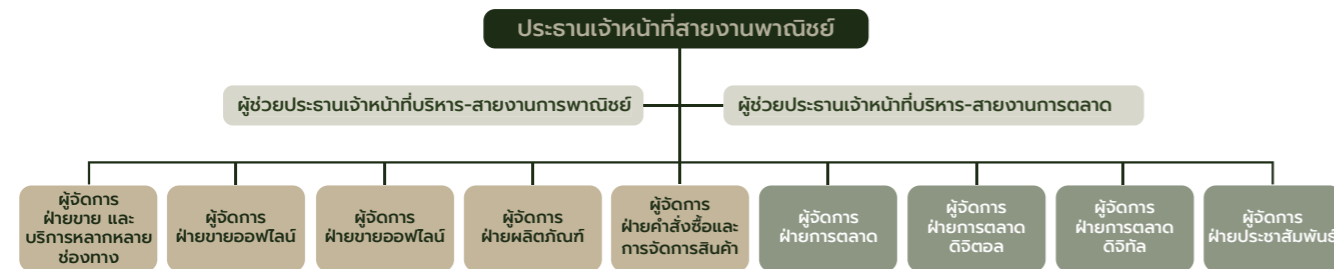 ประธานเจ้าหน้าที่สายงานพาณิชย์
ผู้ช่วยประธานเจ้าหน้าที่บริหาร-สายงานการพาณิชย์
ผู้ช่วยประธานเจ้าหน้าที่บริหาร-สายงานการตลาด
ผู้จัดการ
ฝ่ายขาย และ
บริการหลากหลาย
ช่องทาง
ผู้จัดการ
ฝ่ายขายออฟไลน์
ผู้จัดการ
ฝ่ายขายออฟไลน์
ผู้จัดการ
ฝ่ายผลิตภัณฑ์
ผู้จัดการ
ฝ่ายคำสั่งซื้อและ
การจัดการสินค้า
ผู้จัดการ
ฝ่ายการตลาด
ผู้จัดการ
ฝ่ายการตลาด
ดิจิตอล
ผู้จัดการ
ฝ่ายการตลาด
ดิจิทัล
ผู้จัดการ
ฝ่ายประชาสัมพันธ์